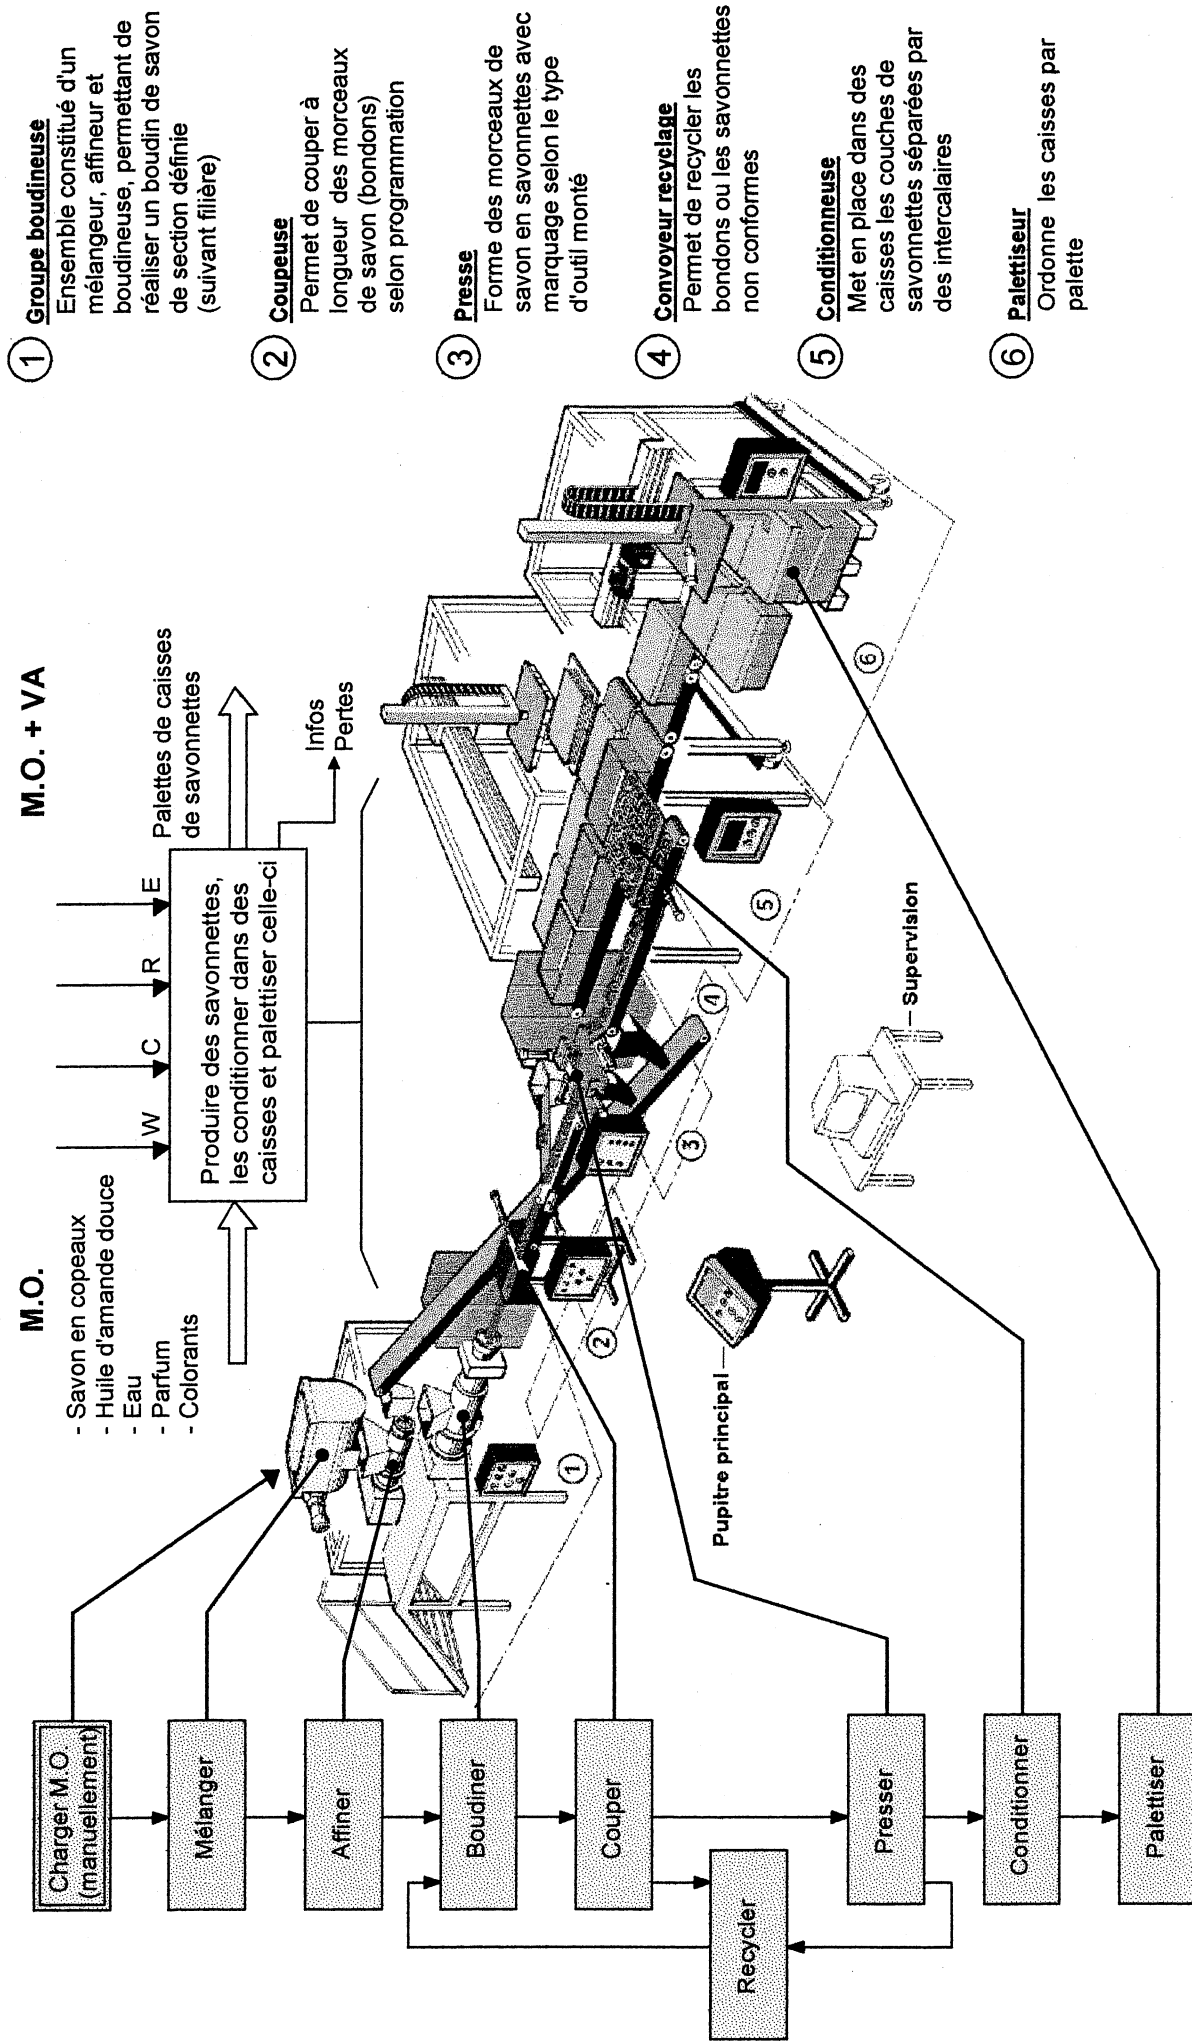 M.O.
- Savon en copeaux
- Huile d'amande douce
- Eau
- Parfum
- Colorants
W
C
R
E
M.O. + VA
Produire des savonnettes,
les conditionner dans des
caisses et palettiser celle-ci
Palettes de caisses
de savonnettes
Infos
Pertes
1 Groupe boudineuse
Ensemble constitué d'un
mélangeur, affineur et
boudineuse, permettant de
réaliser un boudin de savon
de section définie
(suivant filière)
2 Coupeuse
Permet de couper à
longueur des morceaux
de savon (bondons)
selon programmation
3 Presse
Forme des morceaux de
savon en savonnettes avec
marquage selon le type
d'outil monté
4 Convoyeur recyclage
Permet de recycler les
bondons ou les savonnettes
non conformes
5 Conditionneuse
Met en place dans des
caisses les couches de
savonnettes séparées par
des intercalaires
6 Palettiseur
Ordonne les caisses par
palette
1
2
3
4
5
6
Pupitre principal
Supervision
Charger M.O.
(manuellement)
Mélanger
Affiner
Boudiner
Couper
Recycler
Presser
Conditionner
Palettiser